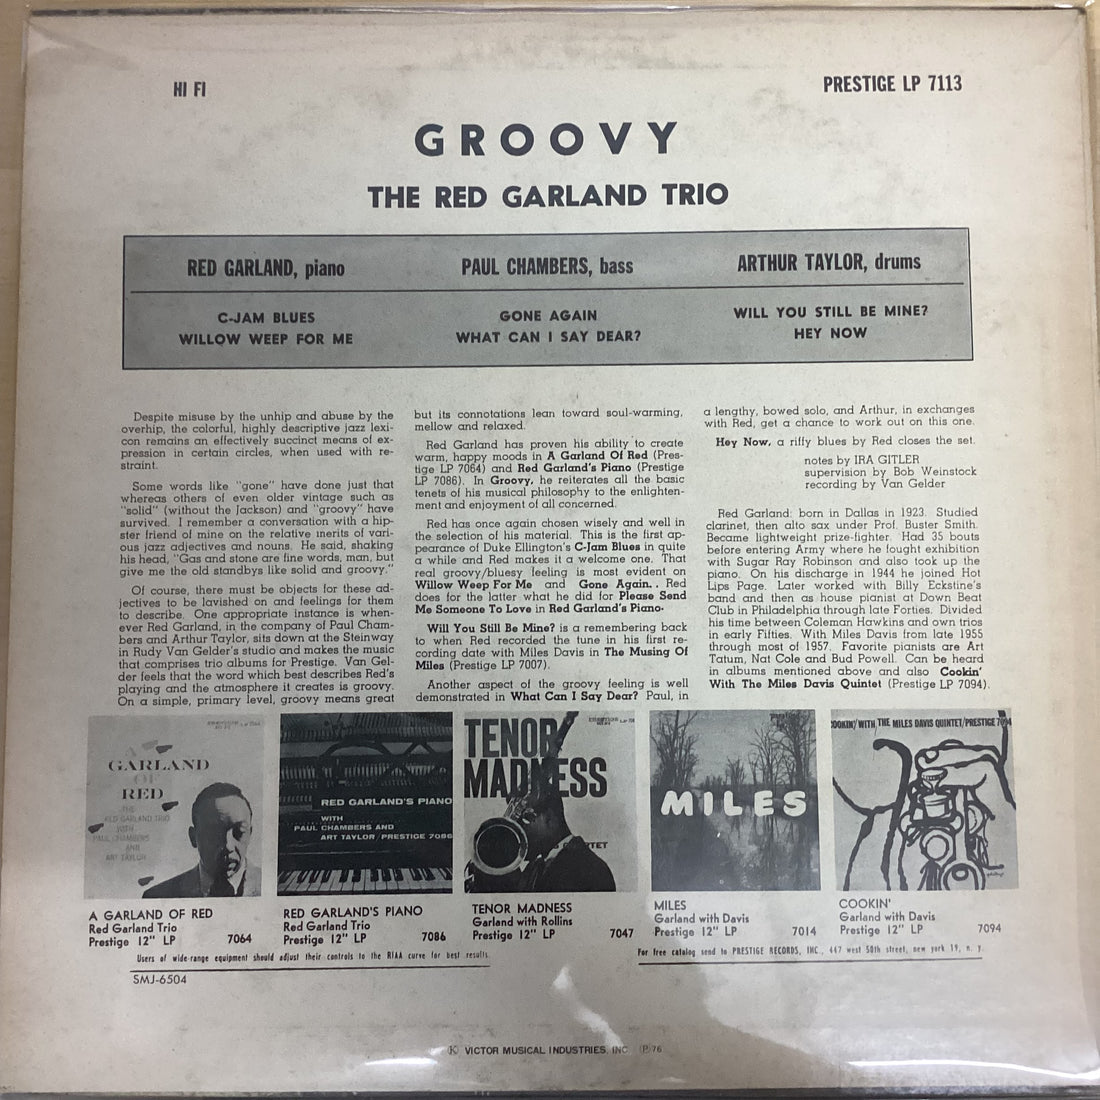 HI FI
PRESTIGE LP 7113
GROOVY
THE RED GARLAND TRIO
RED GARLAND, piano
PAUL CHAMBERS, bass
ARTHUR TAYLOR, drums
C-JAM BLUES
WILLOW WEEP FOR ME
GONE AGAIN
WHAT CAN I SAY DEAR?
WILL YOU STILL BE MINE?
HEY NOW
Despite misuse by the unhip and abuse by the
overhip, the colorful, highly descriptive jazz lexi-
con remains an effectively succinct means of ex-
pression in certain circles, when used with re-
straint.
Some words like "gone" have done just that
whereas others of even older vintage such as
"solid" (without the Jackson) and "groovy" have
survived. I remember a conversation with a hip-
ster friend of mine on the relative merits of vari-
ous jazz adjectives and nouns. He said, shaking
his head, "Gas and stone are fine words, man, but
give me the old standbys like solid and groovy."
Of course, there must be objects for these ad-
jectives to be lavished on and feelings for them
to describe. One appropriate instance is when-
ever Red Garland, in the company of Paul Cham-
bers and Arthur Taylor, sits down at the Steinway
in Rudy Van Gelder's studio and makes the music
that comprises trio albums for Prestige. Van Gel-
der feels that the word which best describes Red's
playing and the atmosphere it creates is groovy.
On a simple, primary level, groovy means great
but its connotations lean toward soul-warming,
mellow and relaxed.
Red Garland has proven his ability to create
warm, happy moods in A Garland Of Red (Pres-
tige LP 7064) and Red Garland's Piano (Prestige
LP 7086). In Groovy, he reiterates all the basic
tenets of his musical philosophy to the enlighten-
ment and enjoyment of all concerned.
Red has once again chosen wisely and well in
the selection of his material. This is the first ap-
pearance of Duke Ellington's C-Jam Blues in quite
a while and Red makes it a welcome one. That
real groovy/bluesy feeling is most evident on
Willow Weep For Me and Gone Again.. Red
does for the latter what he did for Please Send
Me Someone To Love in Red Garland's Piano.
Will You Still Be Mine? is a remembering back
to when Red recorded the tune in his first re-
cording date with Miles Davis in The Musing Of
Miles (Prestige LP 7007).
Another aspect of the groovy feeling is well
demonstrated in What Can I Say Dear? Paul, in
a lengthy, bowed solo, and Arthur, in exchanges
with Red, get a chance to work out on this one.
Hey Now, a riffy blues by Red closes the set.
notes by IRA GITLER
supervision by Bob Weinstock
recording by Van Gelder
Red Garland: born in Dallas in 1923. Studied
clarinet, then alto sax under Prof. Buster Smith.
Became lightweight prize-fighter. Had 35 bouts
before entering Army where he fought exhibition
with Sugar Ray Robinson and also took up the
piano. On his discharge in 1944 he joined Hot
Lips Page. Later worked with Billy Eckstine's
band and then as house pianist at Down Beat
Club in Philadelphia through late Forties. Divided
his time between Coleman Hawkins and own trios
in early Fifties. With Miles Davis from late 1955
through most of 1957. Favorite pianists are Art
Tatum, Nat Cole and Bud Powell. Can be heard
in albums mentioned above and also Cookin'
With The Miles Davis Quintet (Prestige LP 7094).
A
GARLAND
OF
RED
THE
RED GARLAND TRIO
WITH
PAUL CHAMBERS
AND
ART TAYLOR
RED GARLAND'S PIANO
WITH
PAUL CHAMBERS AND
ART TAYLOR/PRESTIGE 7086
TENOR
MADNESS
MILES
COOKIN' WITH THE MILES DAVIS QUINTET/PRESTIGE 7094
A GARLAND OF RED
Red Garland Trio
Prestige 12" LP 7064
RED GARLAND'S PIANO
Red Garland Trio
Prestige 12" LP 7086
TENOR MADNESS
Garland with Rollins
Prestige 12" LP 7047
MILES
Garland with Davis
Prestige 12" LP 7014
COOKIN'
Garland with Davis
Prestige 12" LP 7094
Users of wide-range equipment should adjust their controls to the RIAA curve for best results.
For free catalog send to PRESTIGE RECORDS, INC., 447 west 50th street, new york 19, n. y.
SMJ-6504
Ⓚ VICTOR MUSICAL INDUSTRIES, INC. Ⓟ76